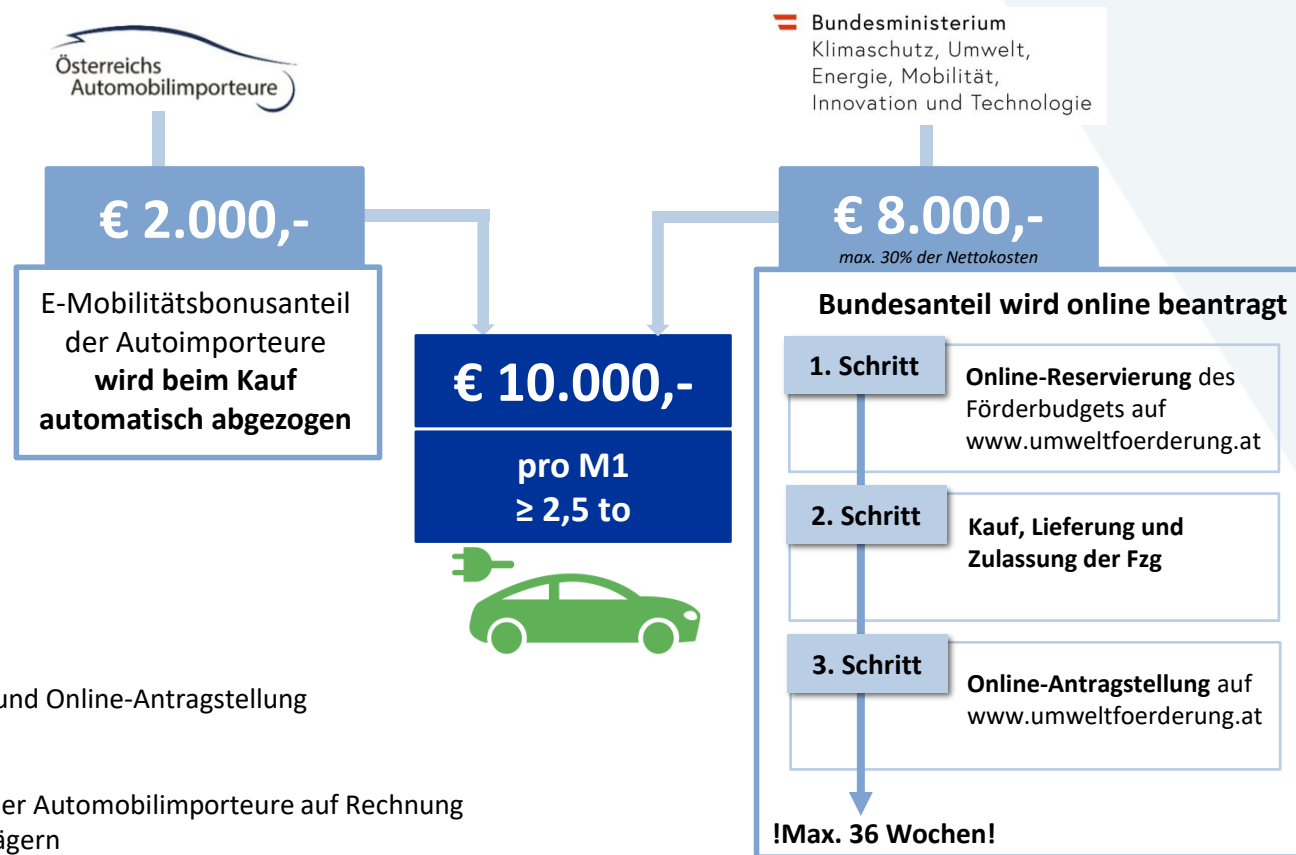 Österreichs
Automobilimporteure
Bundesministerium
Klimaschutz, Umwelt,
Energie, Mobilität,
Innovation und Technologie
€ 2.000,-
€ 8.000,-
max. 30% der Nettokosten
E-Mobilitätsbonusanteil
der Autoimporteure
wird beim Kauf
automatisch abgezogen
€ 10.000,-
pro M1
≥ 2,5 to
Bundesanteil wird online beantragt
1. Schritt
Online-Reservierung des
Förderbudgets auf
www.umweltfoerderung.at
2. Schritt
Kauf, Lieferung und
Zulassung der Fzg
3. Schritt
Online-Antragstellung auf
www.umweltfoerderung.at
!Max. 36 Wochen!
und Online-Antragstellung
er Automobilimporteure auf Rechnung
ägern